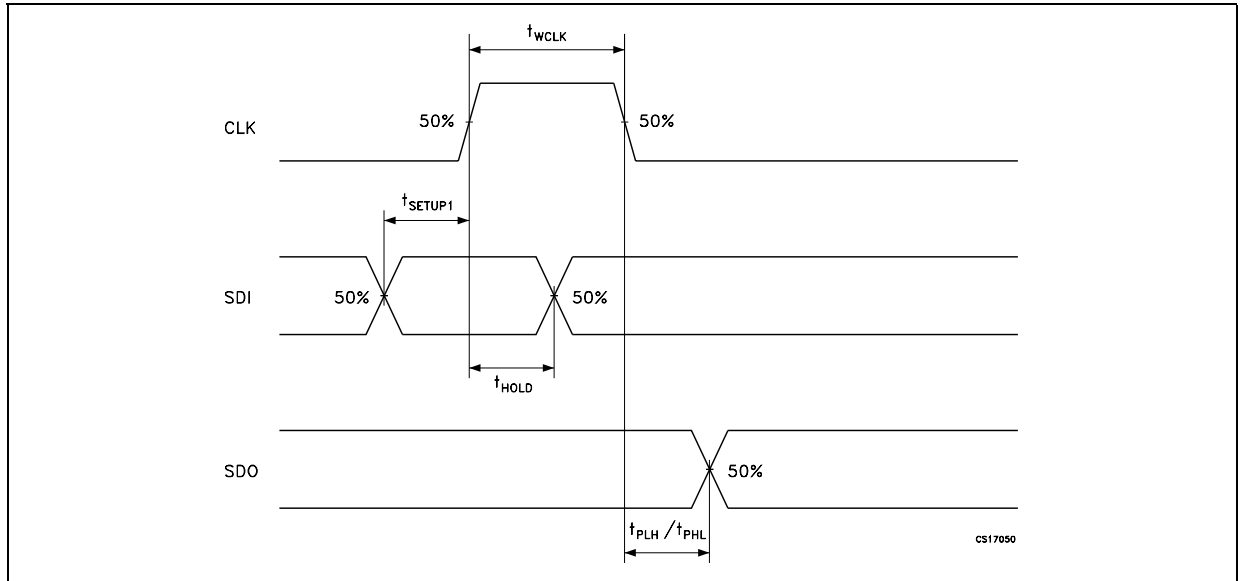 tWCLK
CLK
50%
50%
tSETUP1
SDI
50%
50%
tHOLD
SDO
50%
tPLH /tPHL
CS17050